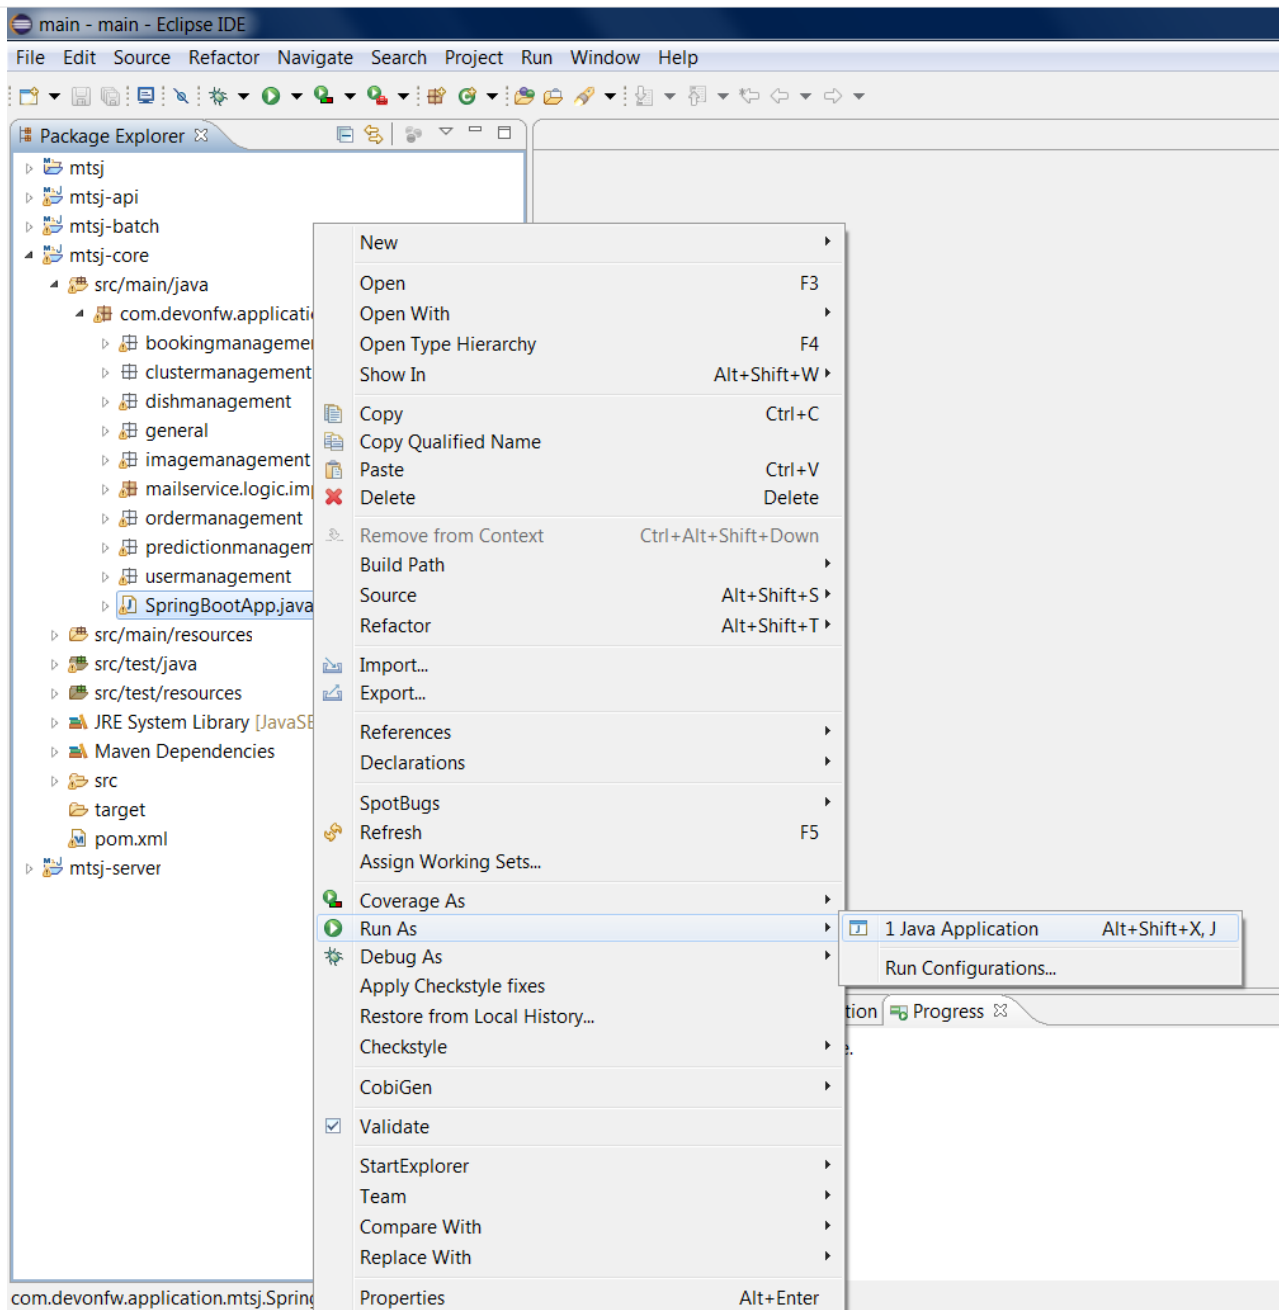 main - main - Eclipse IDE
File Edit Source Refactor Navigate Search Project Run Window Help
Package Explorer
mtsj
mtsj-api
mtsj-batch
mtsj-core
src/main/java
com.devonfw.applicati
bookingmanagemen
clustermanagement
dishmanagement
general
imagemanagement
mailservice.logic.imp
ordermanagement
predictionmanagem
usermanagement
SpringBootApp.java
src/main/resources
src/test/java
src/test/resources
JRE System Library [JavaSE
Maven Dependencies
src
target
pom.xml
mtsj-server
com.devonfw.application.mtsj.Spring
New
Open F3
Open With
Open Type Hierarchy F4
Show In Alt+Shift+W
Copy Ctrl+C
Copy Qualified Name
Paste Ctrl+V
Delete Delete
Remove from Context Ctrl+Alt+Shift+Down
Build Path
Source Alt+Shift+S
Refactor Alt+Shift+T
Import...
Export...
References
Declarations
SpotBugs
Refresh F5
Assign Working Sets...
Coverage As
Run As
Debug As
Apply Checkstyle fixes
Restore from Local History...
Checkstyle
CobiGen
Validate
StartExplorer
Team
Compare With
Replace With
Properties Alt+Enter
1 Java Application Alt+Shift+X, J
Run Configurations...
tion Progress
e.